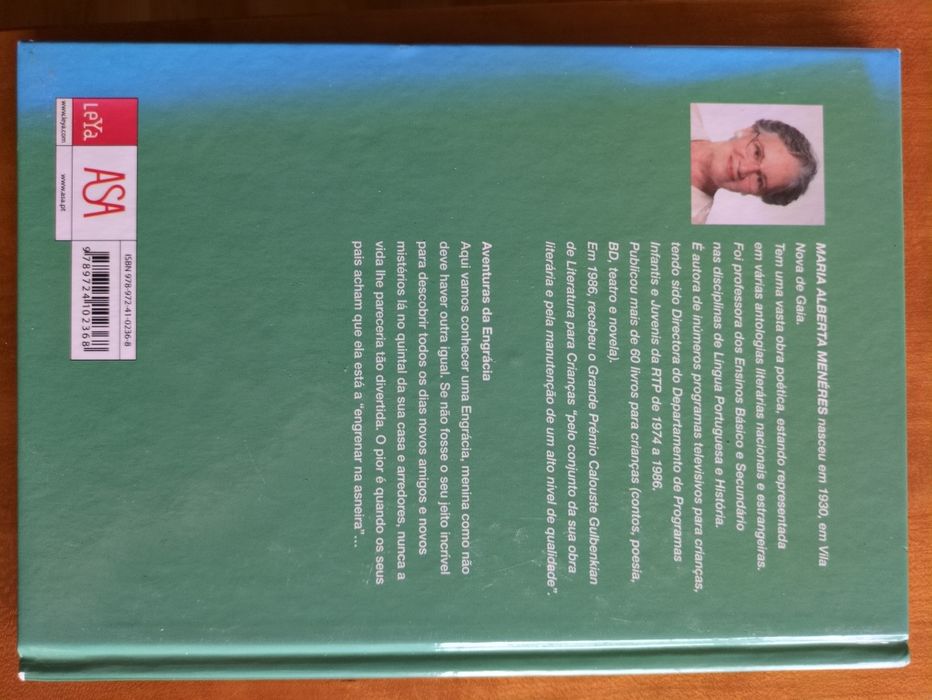 MARIA ALBERTA MENÉRES nasceu em 1930, em Vila
Nova de Gaia.
Tem uma vasta obra poética, estando representada
em várias antologias literárias nacionais e estrangeiras.
Foi professora dos Ensinos Básico e Secundário
nas disciplinas de Língua Portuguesa e História.
É autora de inúmeros programas televisivos para crianças,
tendo sido Directora do Departamento de Programas
Infantis e Juvenis da RTP de 1974 a 1986.
Publicou mais de 60 livros para crianças (contos, poesia,
BD, teatro e novela).
Em 1986, recebeu o Grande Prémio Calouste Gulbenkian
de Literatura para Crianças "pelo conjunto da sua obra
literária e pela manutenção de um alto nível de qualidade".
Aventuras da Engrácia
Aqui vamos conhecer uma Engrácia, menina como não
deve haver outra igual. Se não fosse o seu jeito incrível
para descobrir todos os dias novos amigos e novos
mistérios lá no quintal da sua casa e arredores, nunca a
vida lhe pareceria tão divertida. O pior é quando os seus
pais acham que ela está a "engrenar na asneira"...
LeYa
www.leya.com
ASA
www.asa.pt
ISBN 978-972-41-0236-8
9 789724 102368